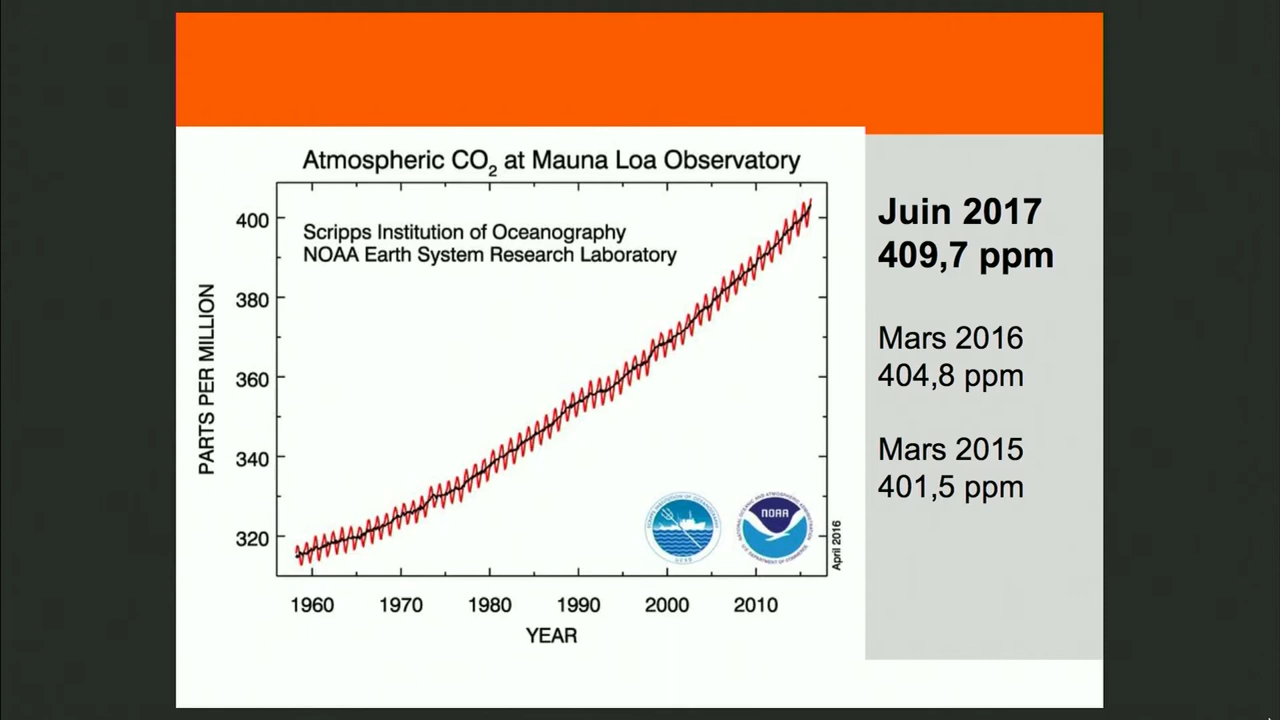 Atmospheric CO₂ at Mauna Loa Observatory
Scripps Institution of Oceanography
NOAA Earth System Research Laboratory
PARTS PER MILLION
400
380
360
340
320
1960 1970 1980 1990 2000 2010
YEAR
NOAA
April 2016
Juin 2017
409,7 ppm
Mars 2016
404,8 ppm
Mars 2015
401,5 ppm